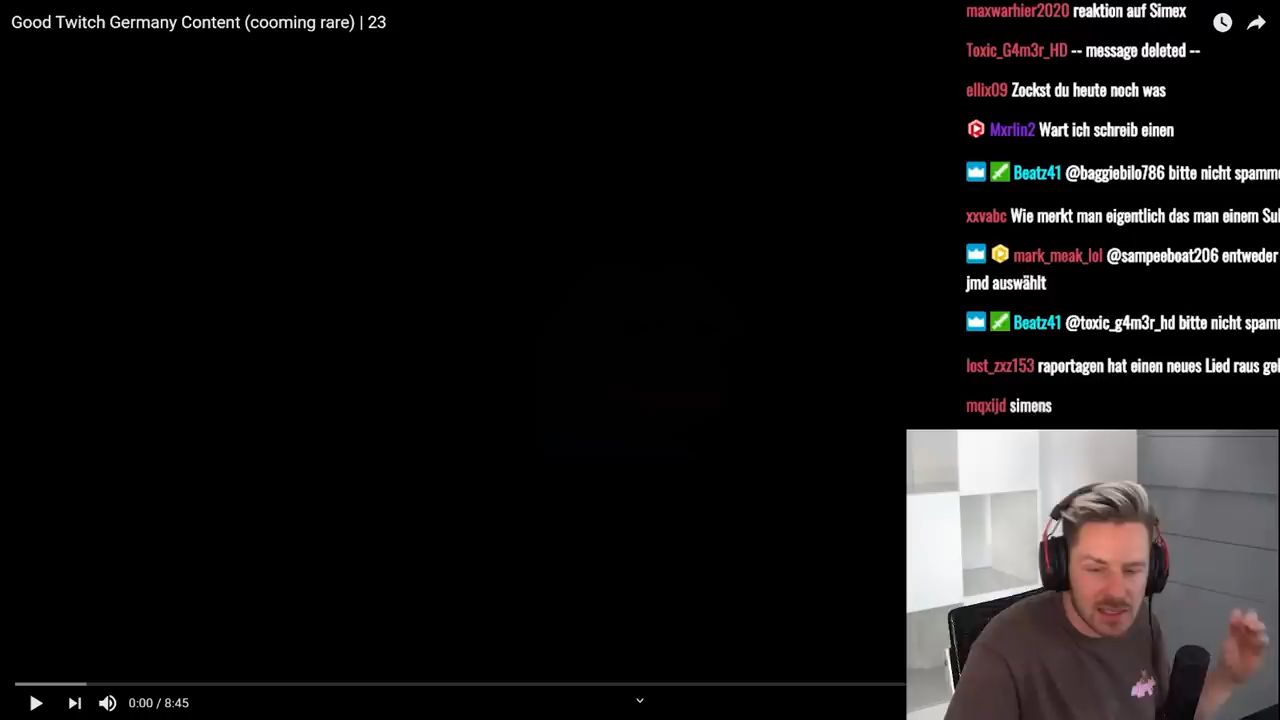 Good Twitch Germany Content (cooming rare) | 23
maxwarhier2020 reaktion auf Simex
Toxic_G4m3r_HD -- message deleted --
ellix09 Zockst du heute noch was
Mxrlin2 Wart ich schreib einen
Beatz41 @baggiebilo786 bitte nicht spamme
xxvabc Wie merkt man eigentlich das man einem Su
mark_meak_lol @sampeeboat206 entweder
jmd auswählt
Beatz41 @toxic_g4m3r_hd bitte nicht spam
lost_zxz153 raportagen hat einen neues Lied raus ge
mqxijd simens
0:00 / 8:45